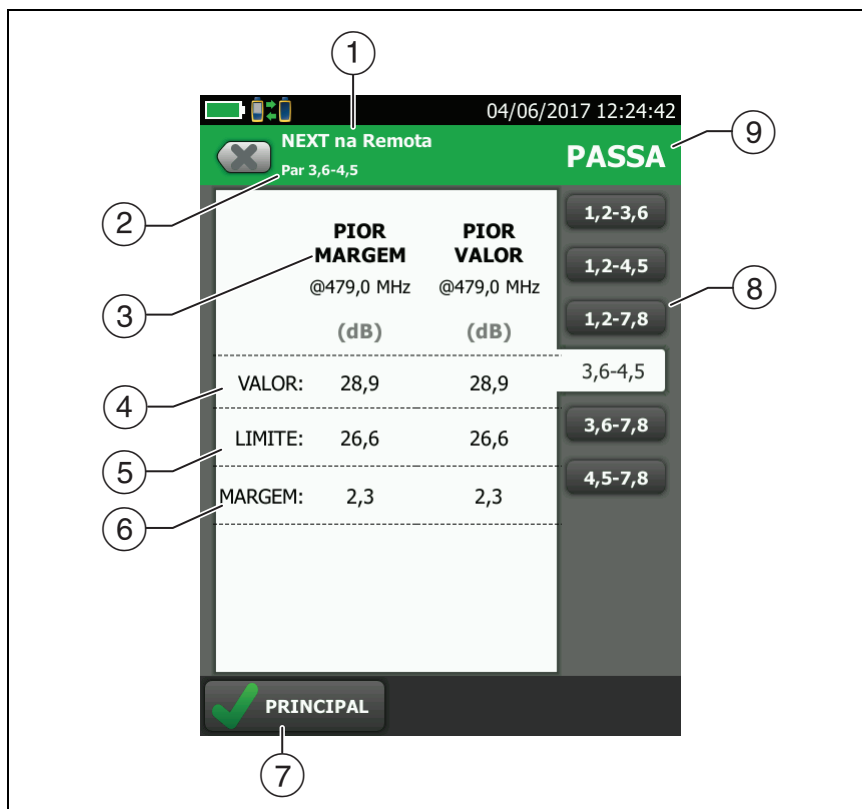 1
04/06/2017 12:24:42
NEXT na Remota
Par 3,6-4,5
PASSA
9
2
PIOR MARGEM
PIOR VALOR
@479,0 MHz @479,0 MHz
(dB) (dB)
3
1,2-3,6
1,2-4,5
1,2-7,8
8
3,6-4,5
3,6-7,8
4,5-7,8
VALOR: 28,9 28,9
4
LIMITE: 26,6 26,6
5
MARGEM: 2,3 2,3
6
PRINCIPAL
7